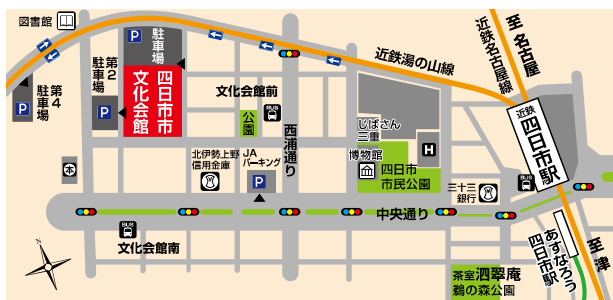 図書館
P
駐車場
第2
駐車場
P
第4
駐車場
P
四日市市
文化会館
文化会館前
BUS
公園
西浦通り
近鉄湯の山線
至 名古屋
近鉄名古屋線
近鉄
四日市駅
じばさん
三重
博物館
H
四日市
市民公園
北伊勢上野
信用金庫
JA
パーキング
P
三十三
銀行
BUS
中央通り
BUS
文化会館南
あすなろう
四日市駅
至 津
茶室 泗翠庵
鵜の森公園